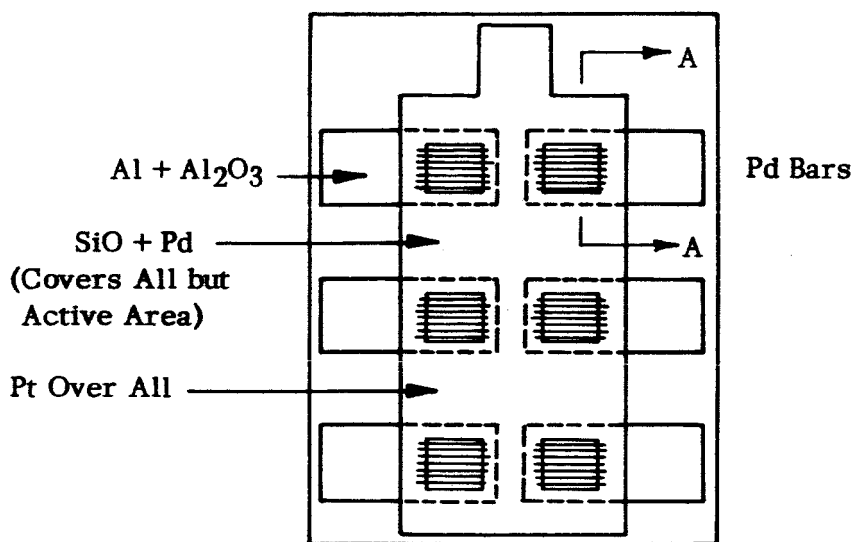 A
Al + Al₂O₃
Pd Bars
SiO + Pd
(Covers All but
Active Area)
A
Pt Over All